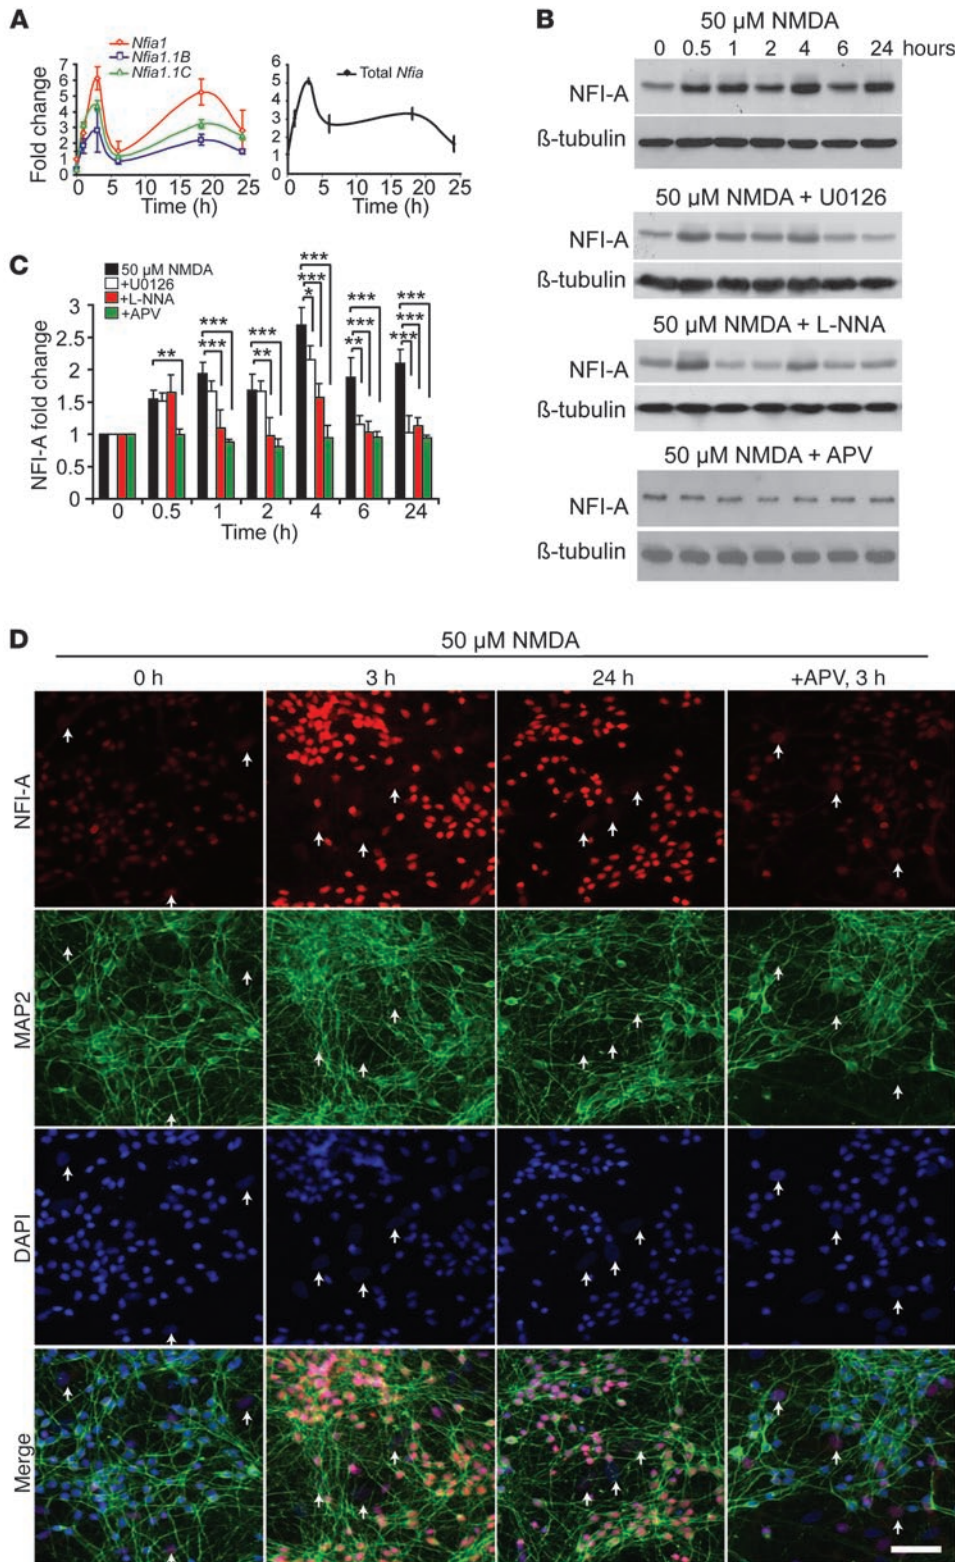 A
Nfia1
Nfia1.1B
Nfia1.1C
Fold change
7
6
5
4
3
2
1
0
0 5 10 15 20 25
Time (h)
Total Nfia
6
5
4
3
2
1
0
0 5 10 15 20 25
Time (h)
B
50 µM NMDA
0 0.5 1 2 4 6 24 hours
NFI-A
ß-tubulin
50 µM NMDA + U0126
NFI-A
ß-tubulin
50 µM NMDA + L-NNA
NFI-A
ß-tubulin
50 µM NMDA + APV
NFI-A
ß-tubulin
C
50 µM NMDA
+U0126
+L-NNA
+APV
NFI-A fold change
3
2.5
2
1.5
1
0.5
0
**
***
***
***
**
***
***
*
***
***
**
***
***
***
0 0.5 1 2 4 6 24
Time (h)
D
50 µM NMDA
0 h 3 h 24 h +APV, 3 h
NFI-A
MAP2
DAPI
Merge